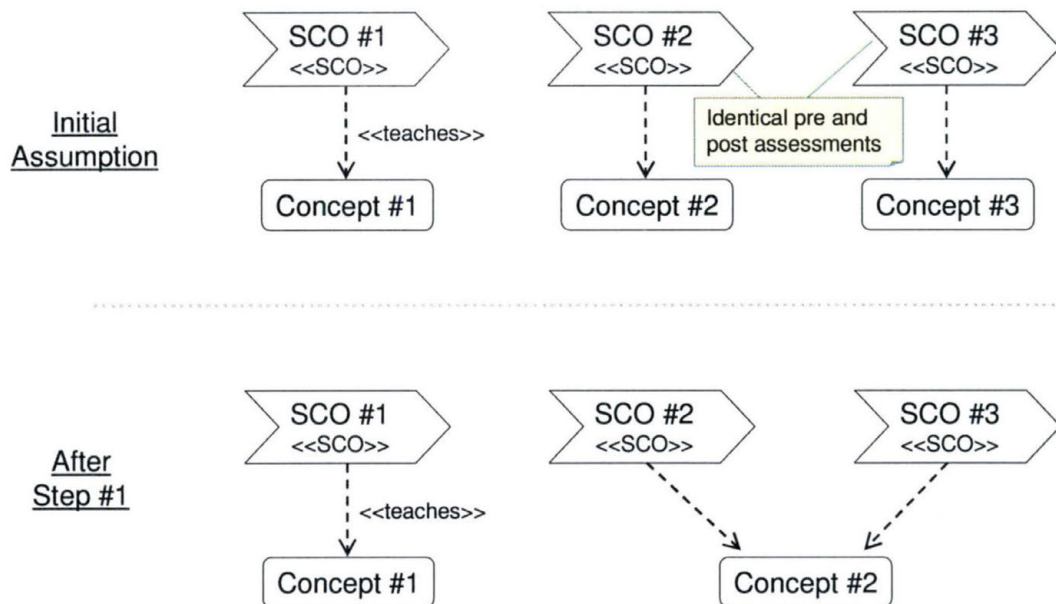 SCO #1
<<SCO>>
SCO #2
<<SCO>>
SCO #3
<<SCO>>
Initial
Assumption
<<teaches>>
Identical pre and
post assessments
Concept #1
Concept #2
Concept #3
SCO #1
<<SCO>>
SCO #2
<<SCO>>
SCO #3
<<SCO>>
After
Step #1
<<teaches>>
Concept #1
Concept #2